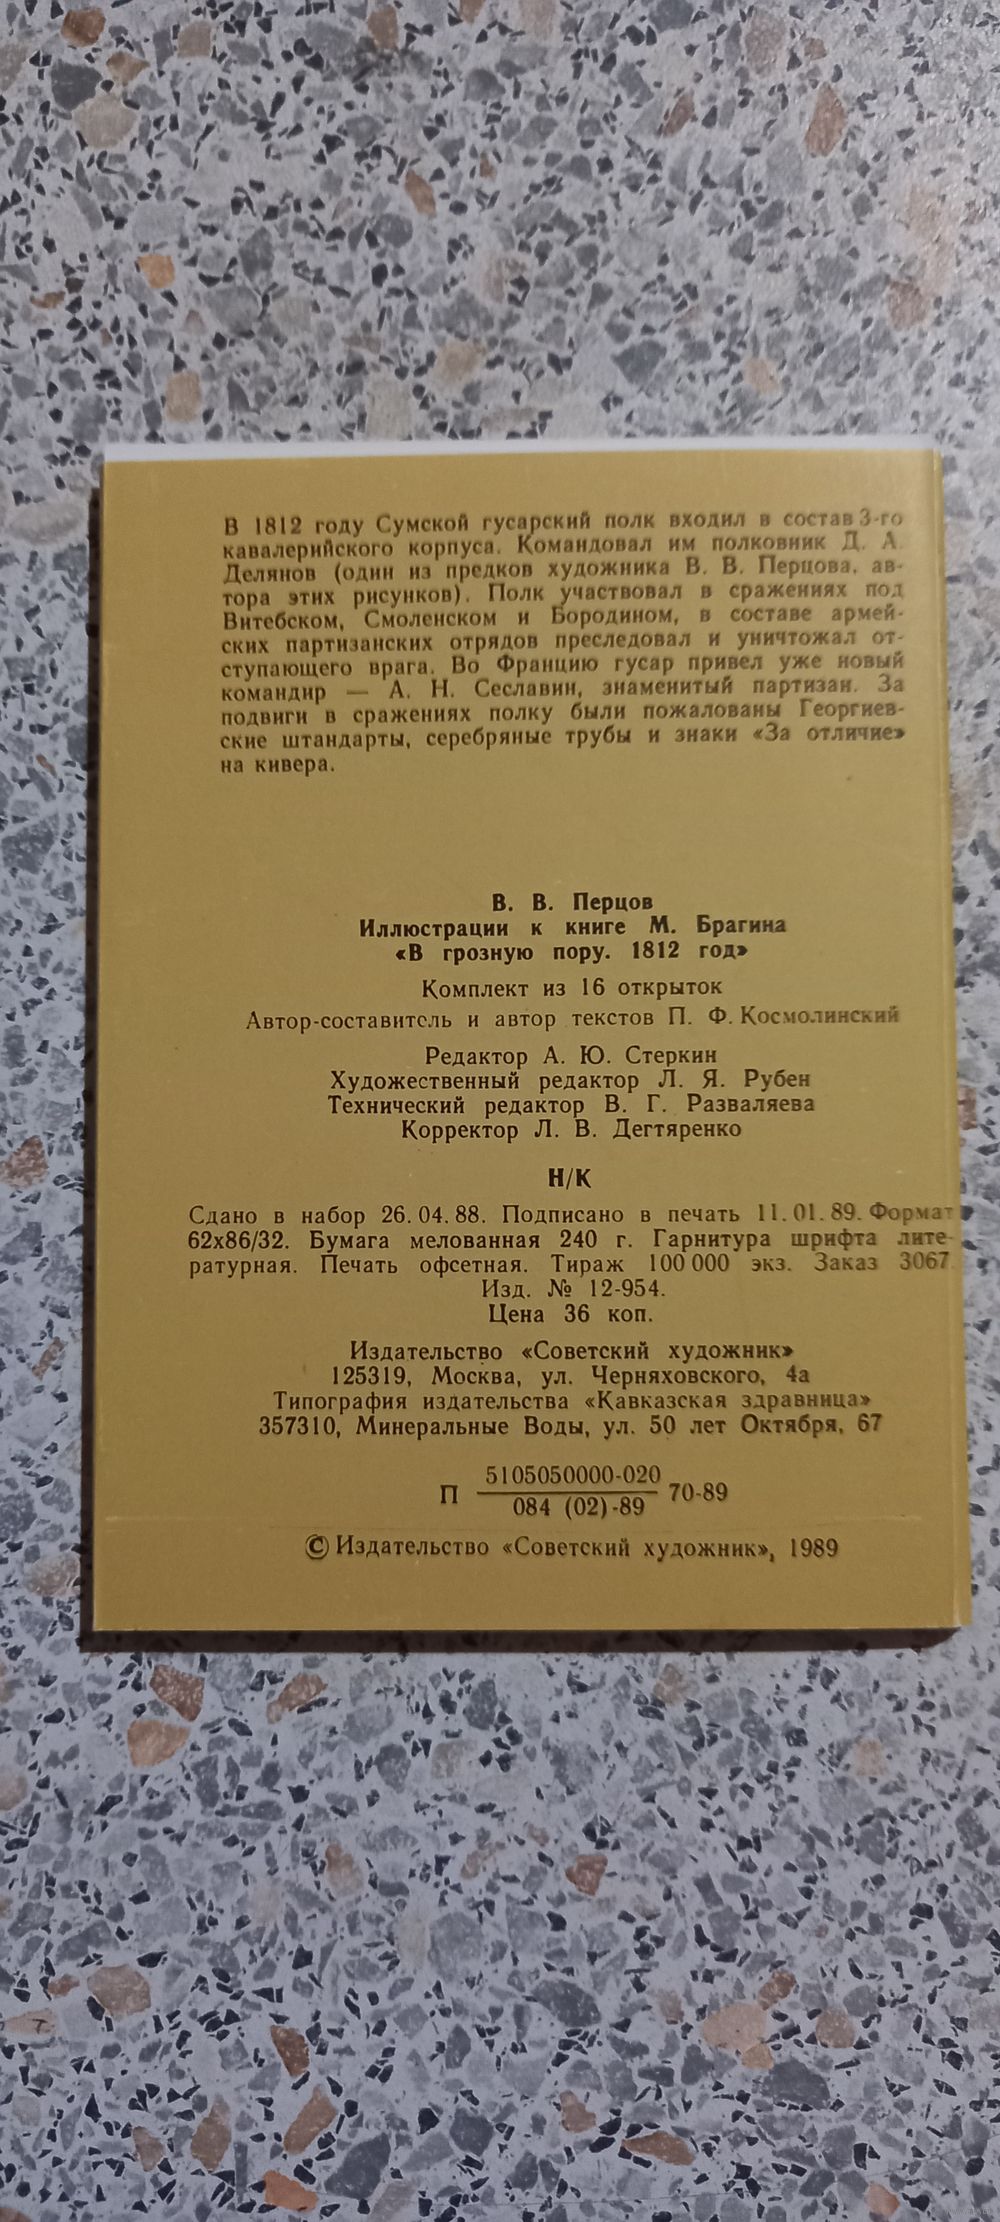 В 1812 году Сумской гусарский полк входил в состав 3-го
кавалерийского корпуса. Командовал им полковник Д. А.
Делянов (один из предков художника В. В. Перцова, ав-
тора этих рисунков). Полк участвовал в сражениях под
Витебском, Смоленском и Бородином, в составе армей-
ских партизанских отрядов преследовал и уничтожал от-
ступающего врага. Во Францию гусар привел уже новый
командир — А. Н. Сеславин, знаменитый партизан. За
подвиги в сражениях полку были пожалованы Георгиев-
ские штандарты, серебряные трубы и знаки «За отличие»
на кивера.
В. В. Перцов
Иллюстрации к книге М. Брагина
«В грозную пору. 1812 год»
Комплект из 16 открыток
Автор-составитель и автор текстов П. Ф. Космолинский
Редактор А. Ю. Стеркин
Художественный редактор Л. Я. Рубен
Технический редактор В. Г. Разваляева
Корректор Л. В. Дегтяренко
Н/К
Сдано в набор 26.04.88. Подписано в печать 11.01.89. Формат
62х86/32. Бумага мелованная 240 г. Гарнитура шрифта лите-
ратурная. Печать офсетная. Тираж 100 000 экз. Заказ 3067.
Изд. № 12-954.
Цена 36 коп.
Издательство «Советский художник»
125319, Москва, ул. Черняховского, 4а
Типография издательства «Кавказская здравница»
357310, Минеральные Воды, ул. 50 лет Октября, 67
5105050000-020
П 70-89
084 (02)-89
© Издательство «Советский художник», 1989